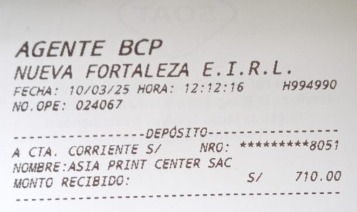 AGENTE BCP
NUEVA FORTALEZA E.I.R.L.
FECHA: 10/03/25 HORA: 12:12:16 H994990
NO.OPE: 024067
--------------------DEPÓSITO--------------------
A CTA. CORRIENTE S/ NRO: *********8051
NOMBRE:ASIA PRINT CENTER SAC
MONTO RECIBIDO: S/ 710.00
------------------------------------------------